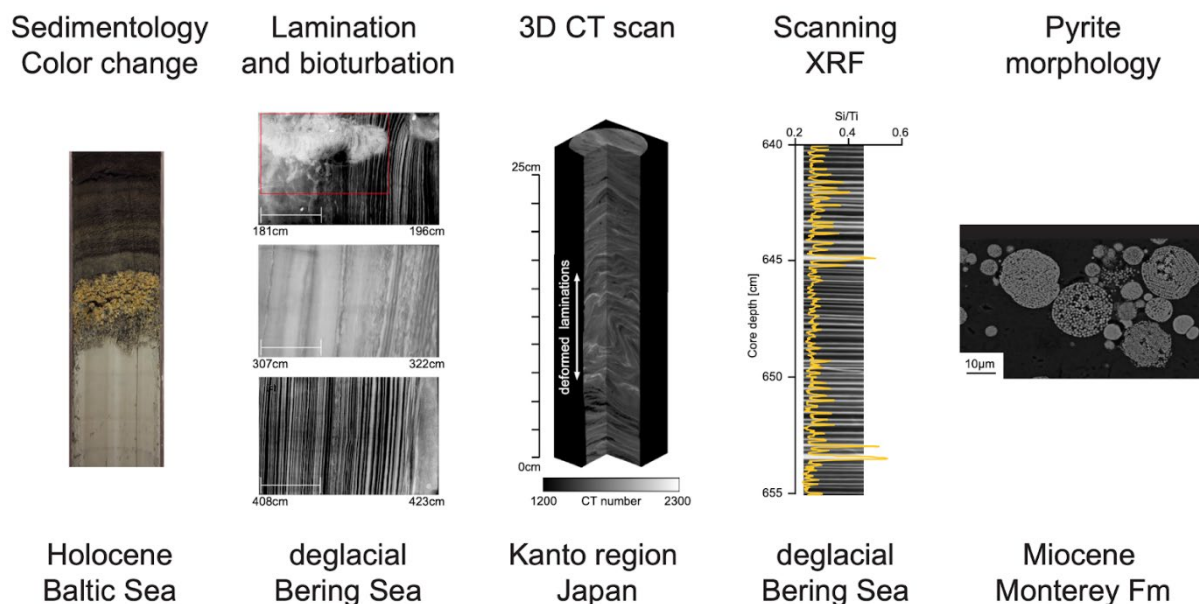 Sedimentology
Color change
Lamination
and bioturbation
3D CT scan
Scanning
XRF
Pyrite
morphology
181cm 196cm
307cm 322cm
408cm 423cm
25cm
deformed laminations
0cm
1200 CT number 2300
Si/Ti
0.2 0.4 0.6
640
645
Core depth [cm]
650
655
10μm
Holocene
Baltic Sea
deglacial
Bering Sea
Kanto region
Japan
deglacial
Bering Sea
Miocene
Monterey Fm